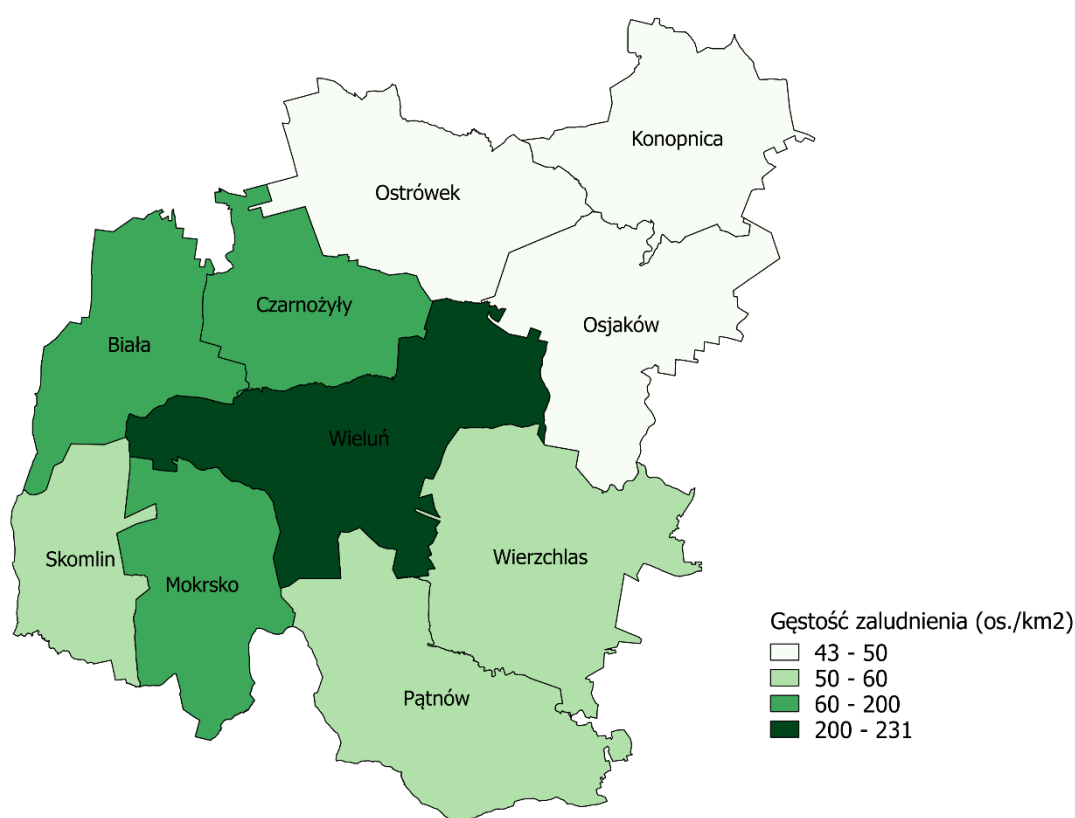 Konopnica
Ostrówek
Czarnożyły
Osjaków
Biała
Wieluń
Skomlin
Mokrsko
Wierzchlas
Pątnów
Gęstość zaludnienia (os./km2)
43 - 50
50 - 60
60 - 200
200 - 231